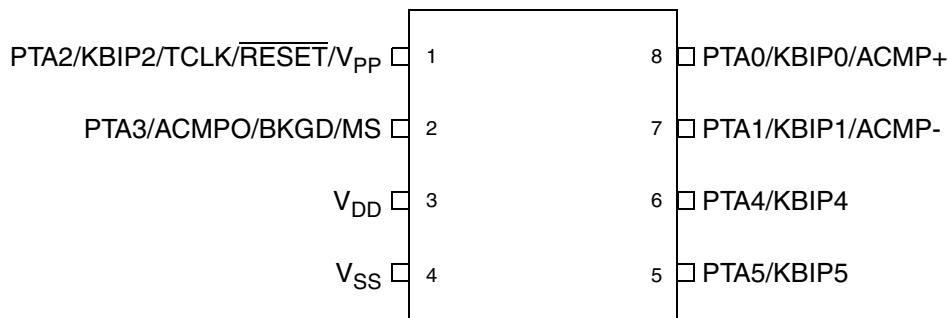 PTA2/KBIP2/TCLK/RESET/VPP 1 8 PTA0/KBIP0/ACMP+
PTA3/ACMPO/BKGD/MS 2 7 PTA1/KBIP1/ACMP-
VDD 3 6 PTA4/KBIP4
VSS 4 5 PTA5/KBIP5